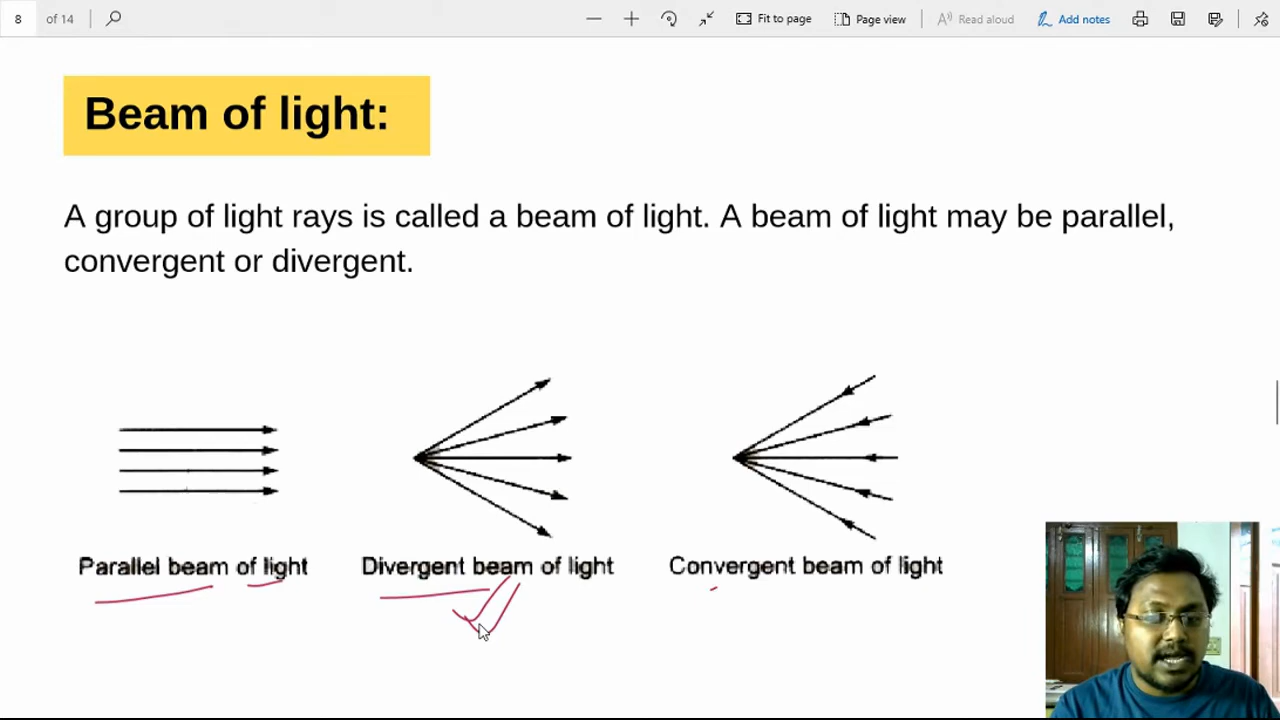 8 of 14 Fit to page Page view Read aloud Add notes
Beam of light:
A group of light rays is called a beam of light. A beam of light may be parallel,
convergent or divergent.
Parallel beam of light Divergent beam of light Convergent beam of light